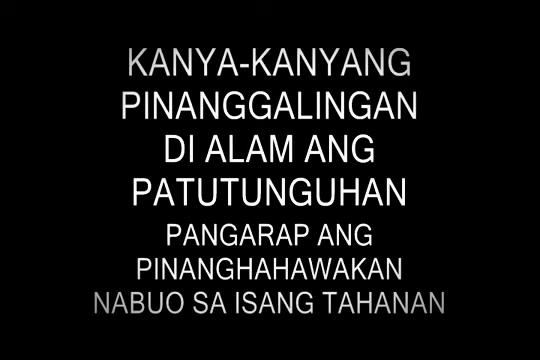 KANYA-KANYANG
PINANGGALINGAN
DI ALAM ANG
PATUTUNGUHAN
PANGARAP ANG
PINANGHAHAWAKAN
NABUO SA ISANG TAHANAN